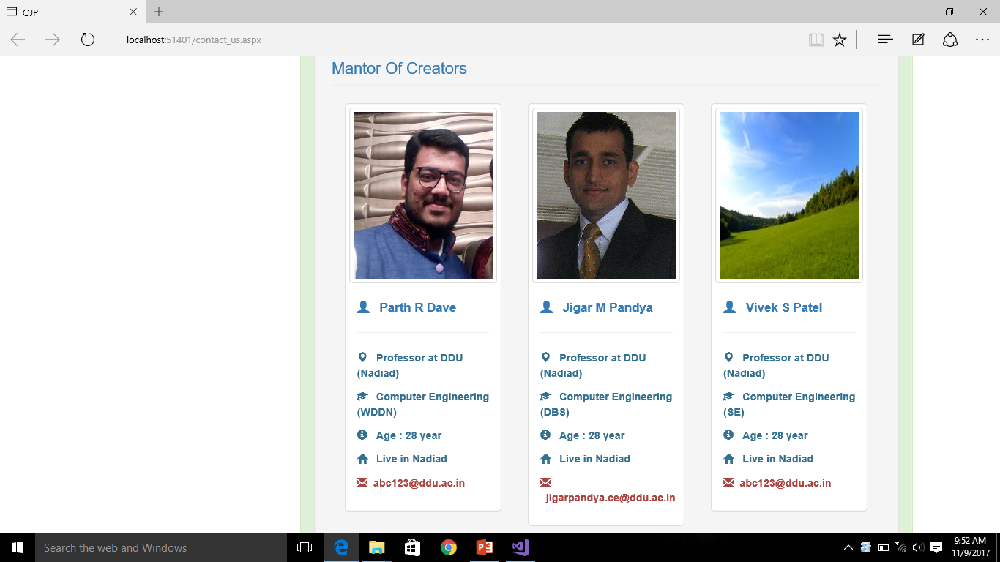 OJP
localhost:51401/contact_us.aspx
Mantor Of Creators
Parth R Dave
Professor at DDU
(Nadiad)
Computer Engineering
(WDDN)
Age : 28 year
Live in Nadiad
abc123@ddu.ac.in
Jigar M Pandya
Professor at DDU
(Nadiad)
Computer Engineering
(DBS)
Age : 28 year
Live in Nadiad
jigarpandya.ce@ddu.ac.in
Vivek S Patel
Professor at DDU
(Nadiad)
Computer Engineering
(SE)
Age : 28 year
Live in Nadiad
abc123@ddu.ac.in
Search the web and Windows
9:52 AM
11/9/2017